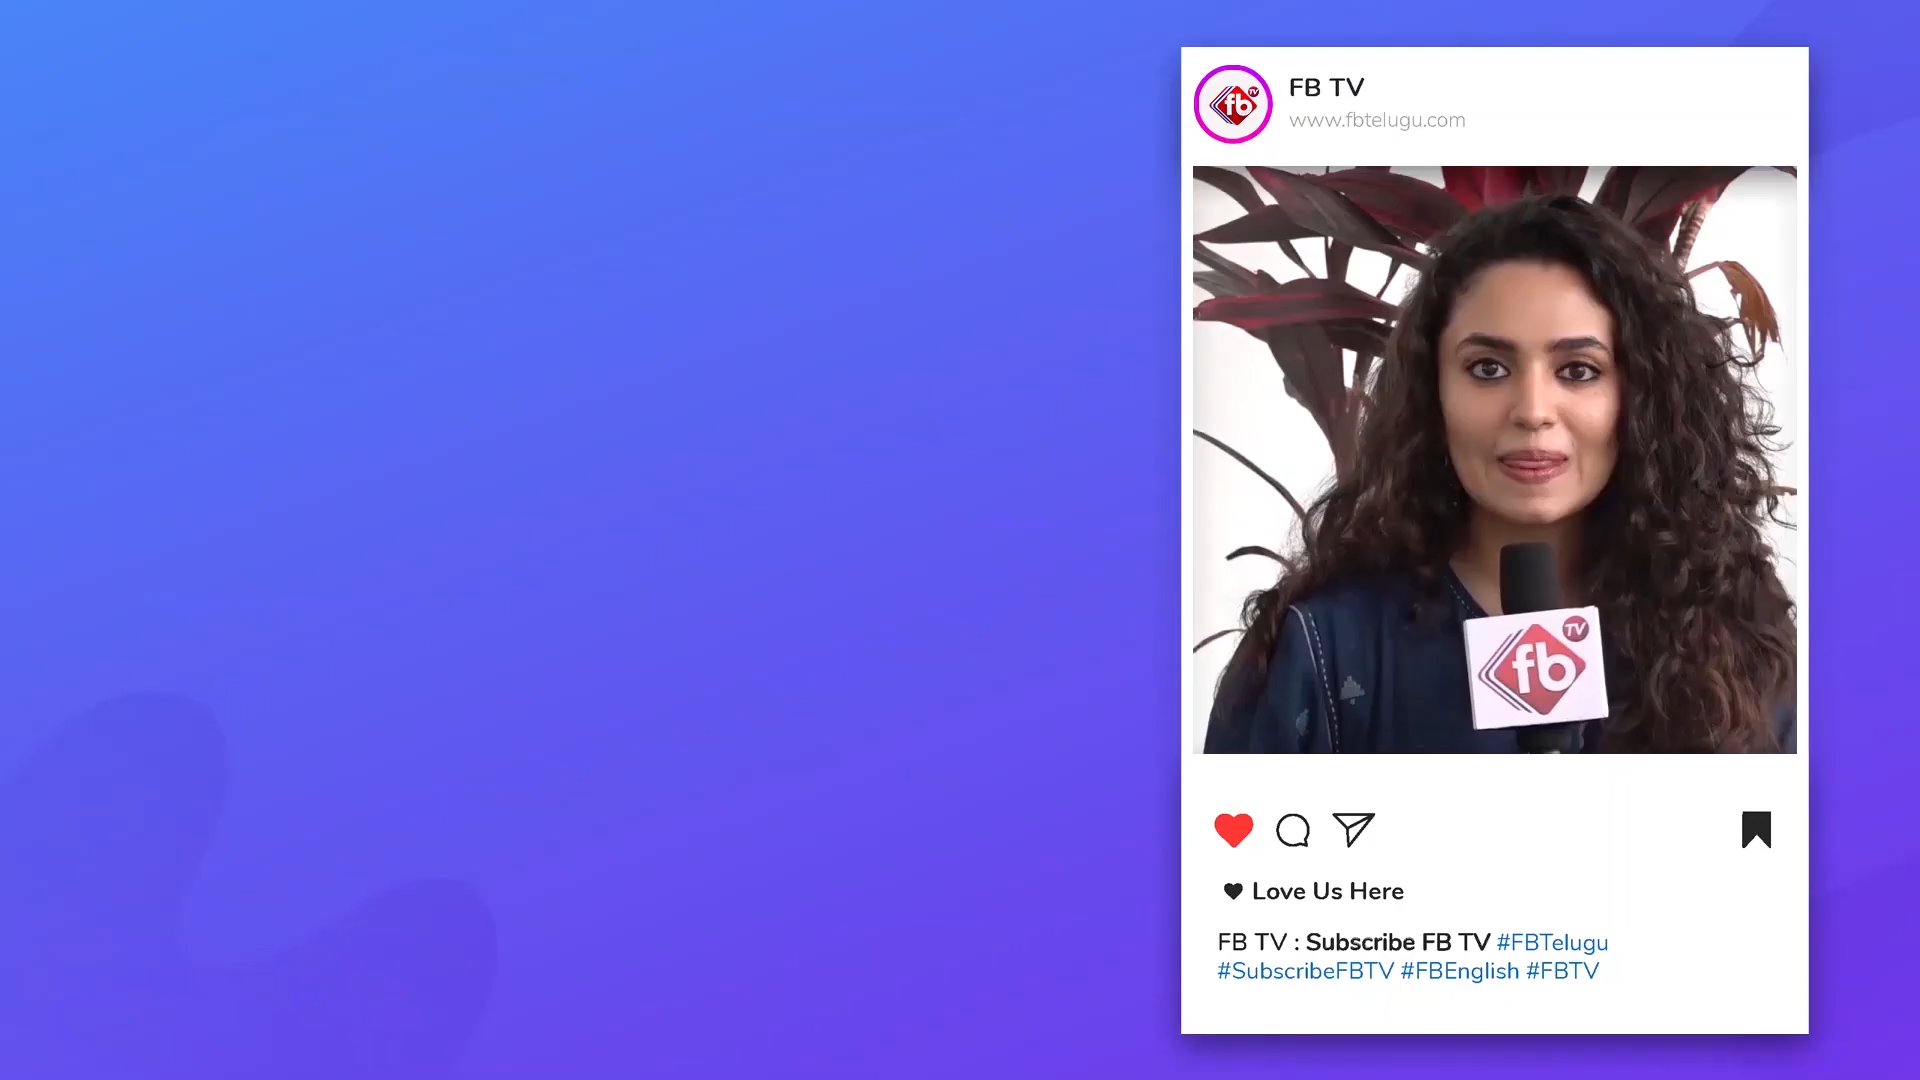 fb TV
FB TV
www.fbtelugu.com
fb TV
Love Us Here
FB TV : Subscribe FB TV #FBTelugu
#SubscribeFBTV #FBEnglish #FBTV